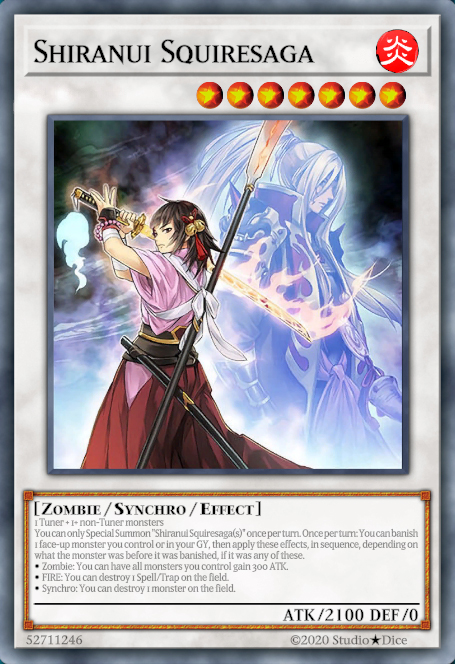 SHIRANUI SQUIRESAGA
炎
[ZOMBIE / SYNCHRO / EFFECT]
1 Tuner + 1+ non-Tuner monsters
You can only Special Summon "Shiranui Squiresaga(s)" once per turn. Once per turn: You can banish
1 face-up monster you control or in your GY, then apply these effects, in sequence, depending on
what the monster was before it was banished, if it was any of these.
• Zombie: You can have all monsters you control gain 300 ATK.
• FIRE: You can destroy 1 Spell/Trap on the field.
• Synchro: You can destroy 1 monster on the field.
ATK/2100 DEF/0
52711246 ©2020 Studio★Dice